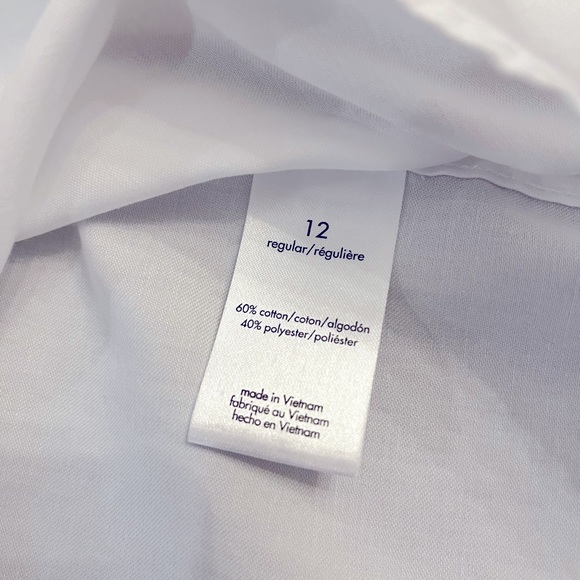 12
regular/régulière
60% cotton/coton/algodón
40% polyester/poliéster
made in Vietnam
fabriqué au Vietnam
hecho en Vietnam